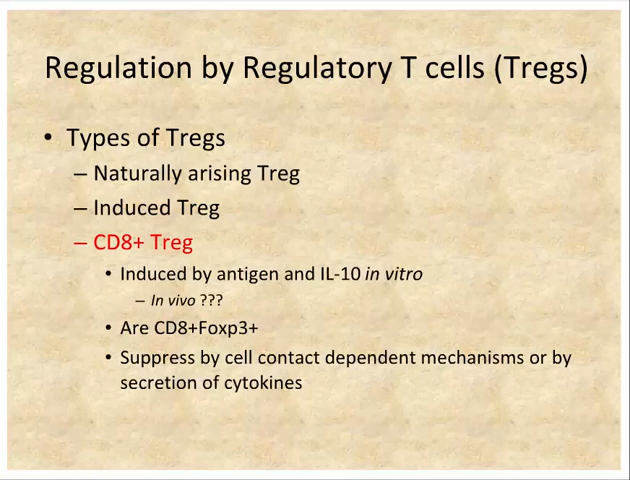 Regulation by Regulatory T cells (Tregs)
• Types of Tregs
– Naturally arising Treg
– Induced Treg
– CD8+ Treg
• Induced by antigen and IL-10 in vitro
– In vivo ???
• Are CD8+Foxp3+
• Suppress by cell contact dependent mechanisms or by
secretion of cytokines